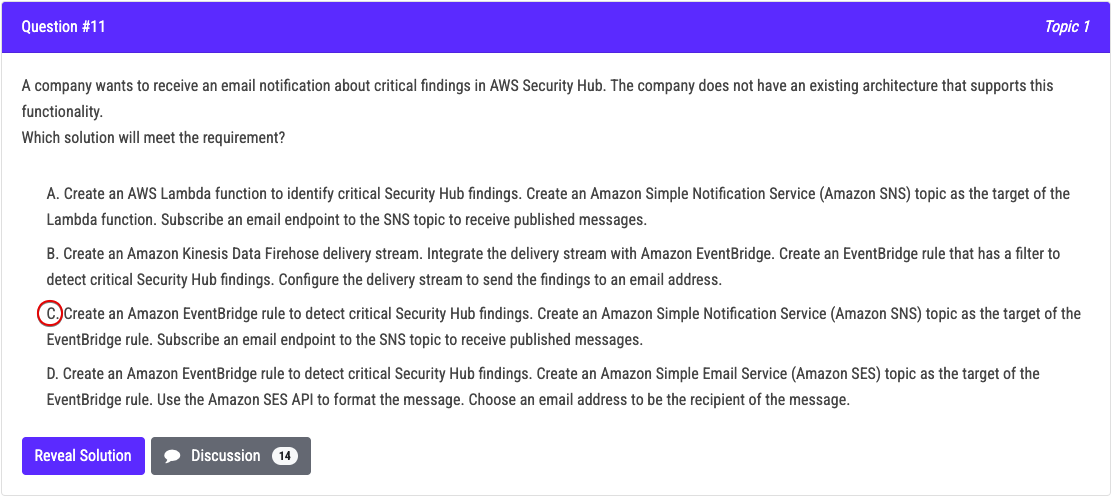 Question #11
Topic 1
A company wants to receive an email notification about critical findings in AWS Security Hub. The company does not have an existing architecture that supports this
functionality.
Which solution will meet the requirement?
A. Create an AWS Lambda function to identify critical Security Hub findings. Create an Amazon Simple Notification Service (Amazon SNS) topic as the target of the
Lambda function. Subscribe an email endpoint to the SNS topic to receive published messages.
B. Create an Amazon Kinesis Data Firehose delivery stream. Integrate the delivery stream with Amazon EventBridge. Create an EventBridge rule that has a filter to
detect critical Security Hub findings. Configure the delivery stream to send the findings to an email address.
C. Create an Amazon EventBridge rule to detect critical Security Hub findings. Create an Amazon Simple Notification Service (Amazon SNS) topic as the target of the
EventBridge rule. Subscribe an email endpoint to the SNS topic to receive published messages.
D. Create an Amazon EventBridge rule to detect critical Security Hub findings. Create an Amazon Simple Email Service (Amazon SES) topic as the target of the
EventBridge rule. Use the Amazon SES API to format the message. Choose an email address to be the recipient of the message.
Reveal Solution
Discussion 14